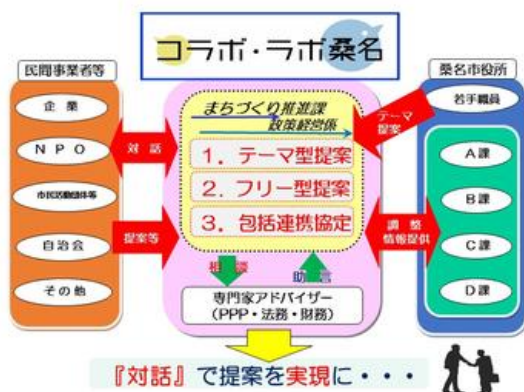 コラボ・ラボ桑名
民間事業者等
企業
NPO
市民活動団体等
自治会
その他
対話
提案等
まちづくり推進課
政策経営係
1.テーマ型提案
2.フリー型提案
3.包括連携協定
相談
助言
専門家アドバイザー
(PPP・法務・財務)
桑名市役所
若手職員
テーマ
提案
A課
B課
C課
D課
調整
情報提供
『対話』で提案を実現に・・・